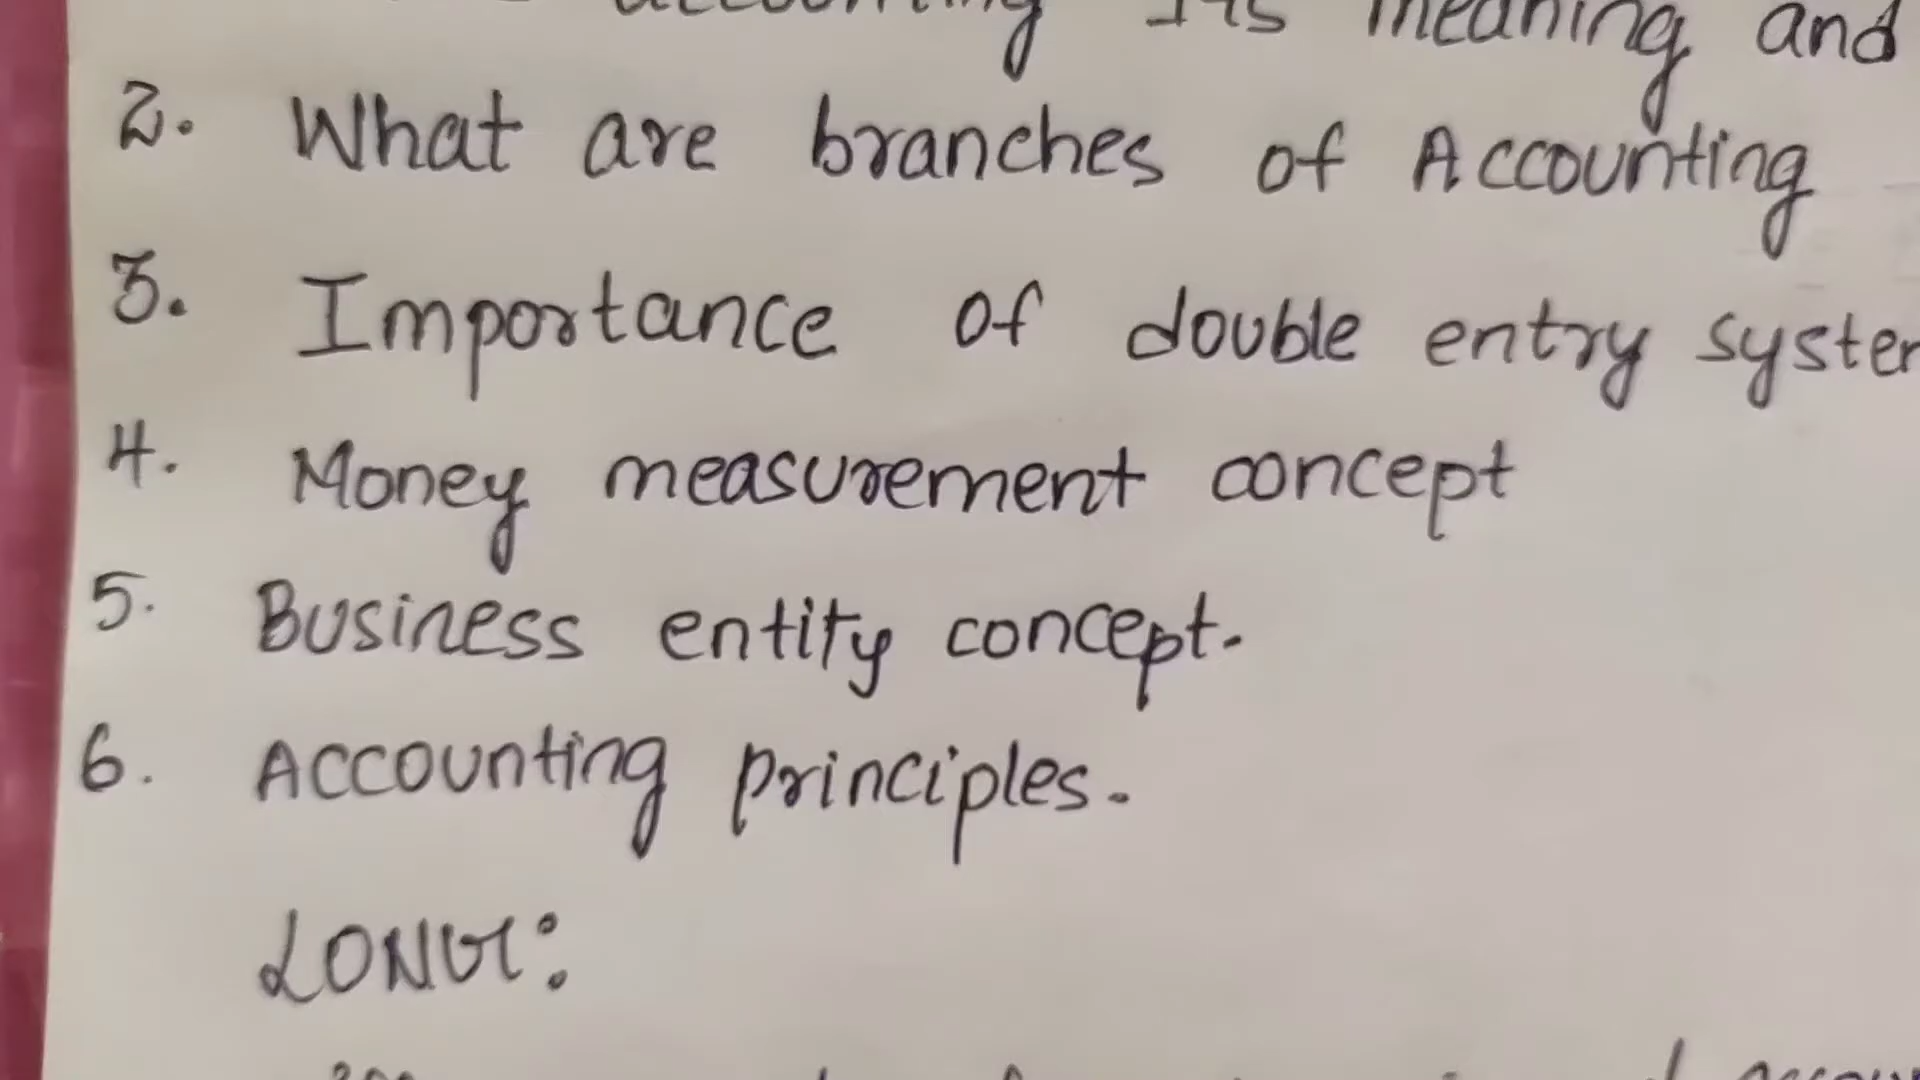 accounting Its meaning and
2. What are branches of Accounting
3. Importance of double entry system
4. Money measurement concept
5. Business entity concept.
6. Accounting principles.
LONG: